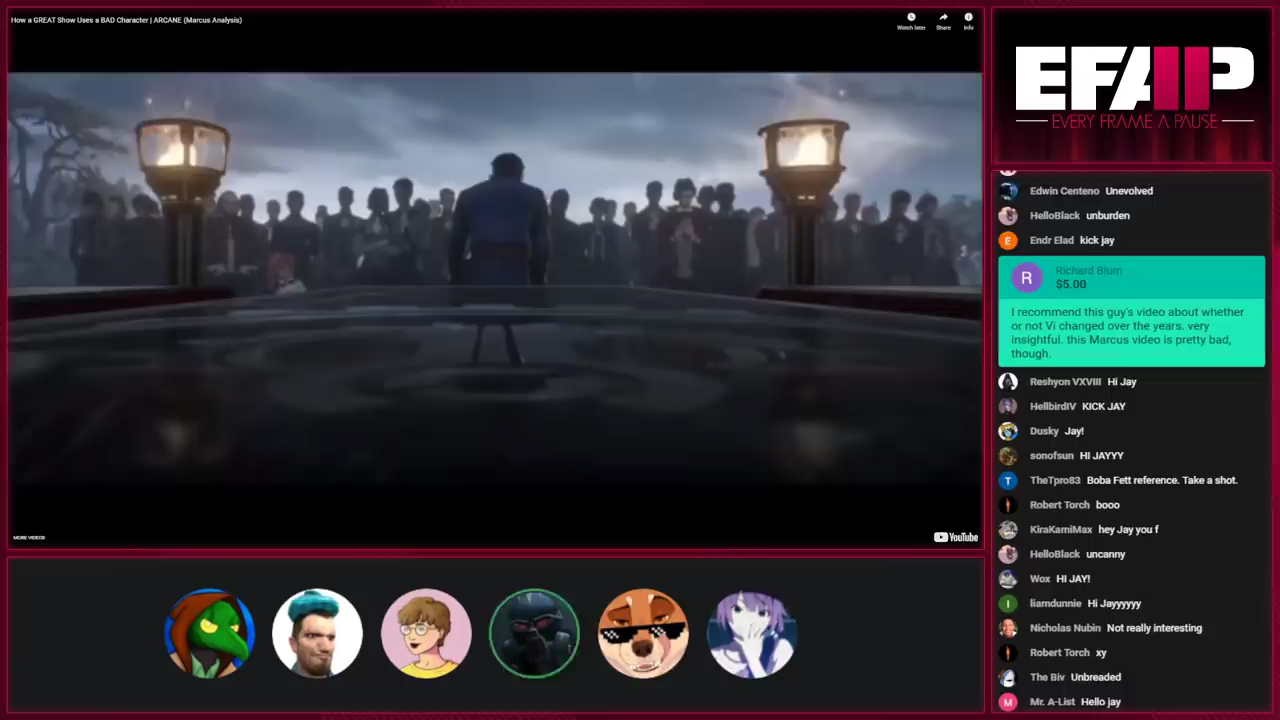 How a GREAT Show Uses a BAD Character | ARCANE (Marcus Analysis)
Watch later
Share
Info
MORE VIDEOS
YouTube
EFAP
EVERY FRAME A PAUSE
Edwin Centeno Unevolved
HelloBlack unburden
E Endr Elad kick jay
R Richard Blum
$5.00
I recommend this guy's video about whether
or not Vi changed over the years. very
insightful. this Marcus video is pretty bad,
though.
Reshyon VXVIII Hi Jay
HellbirdIV KICK JAY
Dusky Jay!
sonofsun HI JAYYY
T TheTpro83 Boba Fett reference. Take a shot.
Robert Torch booo
KiraKamiMax hey Jay you f
HelloBlack uncanny
Wox HI JAY!
l liamdunnie Hi Jayyyyyy
Nicholas Nubin Not really interesting
Robert Torch xy
The Biv Unbreaded
M Mr. A-List Hello jay